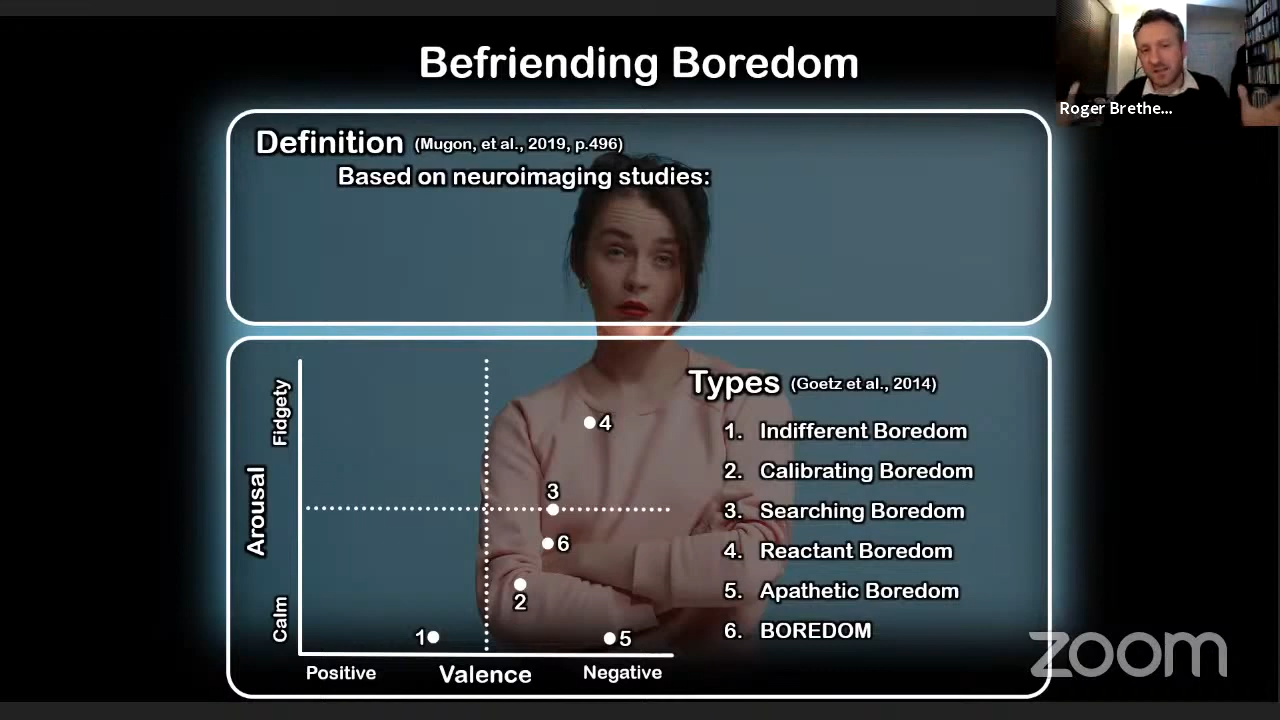 Befriending Boredom
Roger Brethe...
Definition (Mugon, et al., 2019, p.496)
Based on neuroimaging studies:
Types (Goetz et al., 2014)
1. Indifferent Boredom
2. Calibrating Boredom
3. Searching Boredom
4. Reactant Boredom
5. Apathetic Boredom
6. BOREDOM
Arousal
Fidgety
Calm
4
3
6
2
1
5
Positive
Valence
Negative
zoom